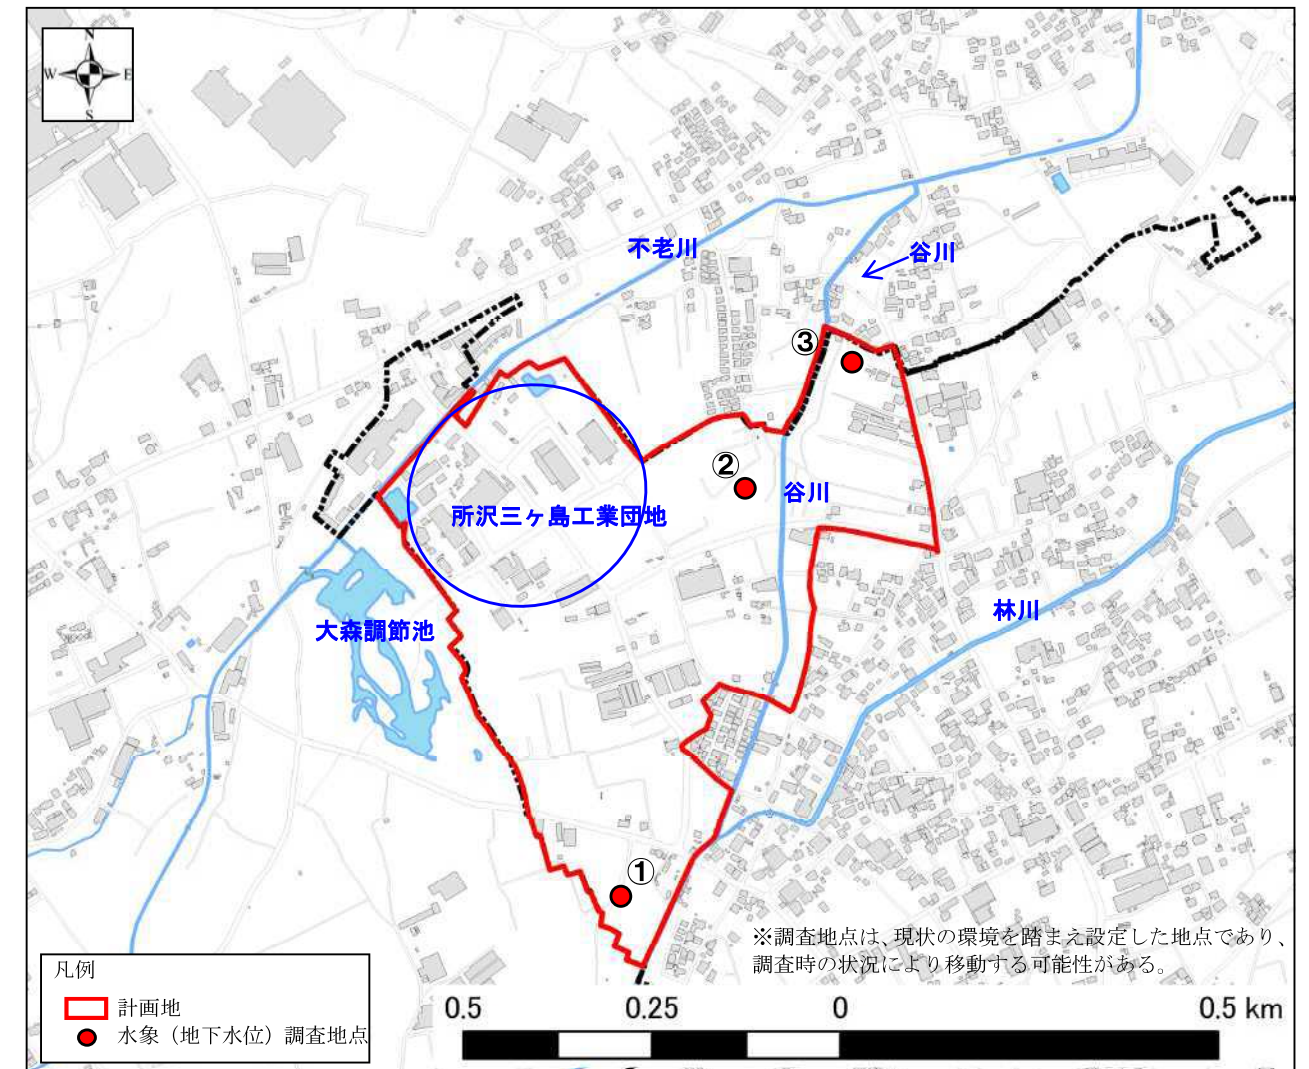 N
W E
S
不老川
谷川
③
②
谷川
所沢三ヶ島工業団地
林川
大森調節池
①
※調査地点は、現状の環境を踏まえ設定した地点であり、
調査時の状況により移動する可能性がある。
凡例
計画地
水象（地下水位）調査地点
0.5 0.25 0 0.5 km